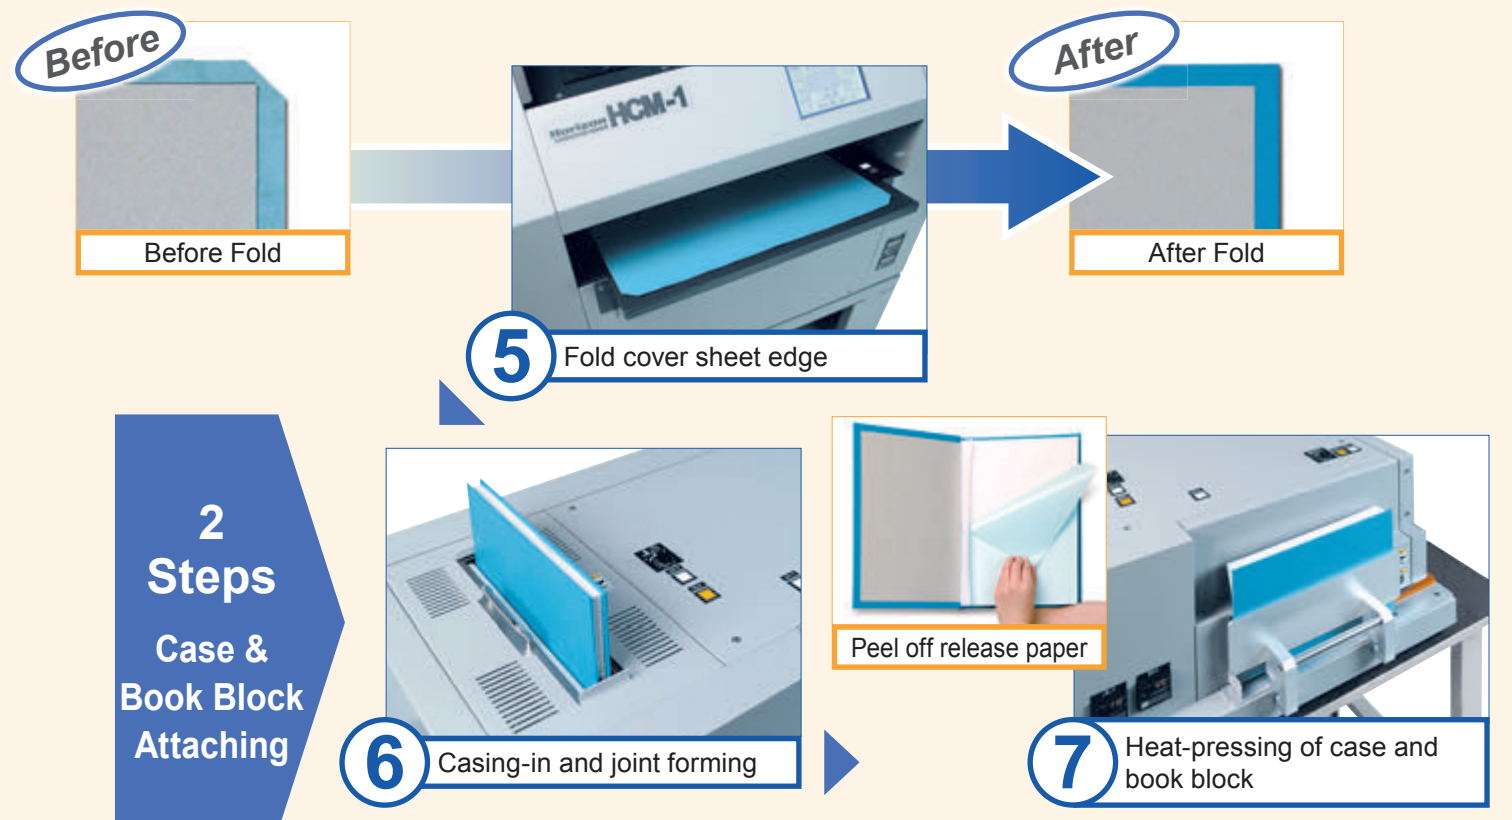 Before
After
Horizon HCM-1
Before Fold
After Fold
5
Fold cover sheet edge
2
Steps
Case &
Book Block
Attaching
Peel off release paper
6
Casing-in and joint forming
7
Heat-pressing of case and
book block